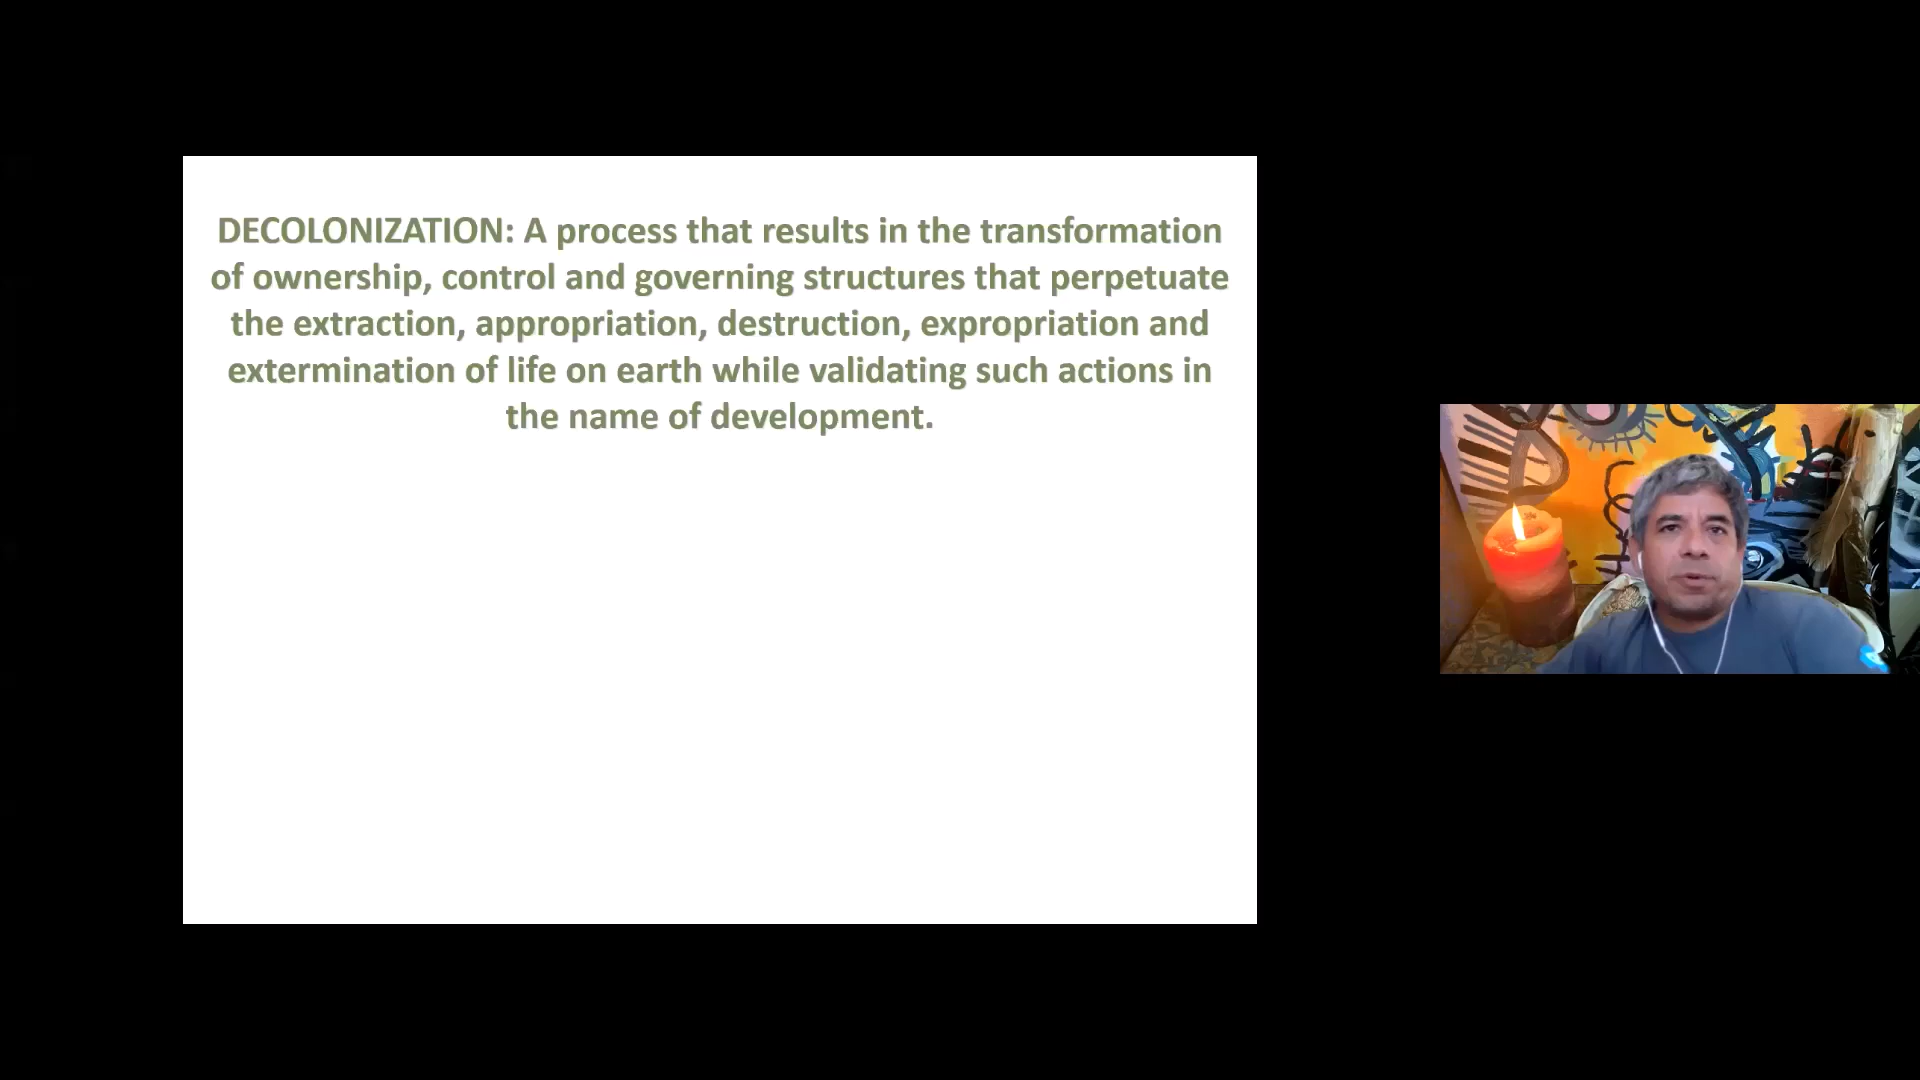 DECOLONIZATION: A process that results in the transformation
of ownership, control and governing structures that perpetuate
the extraction, appropriation, destruction, expropriation and
extermination of life on earth while validating such actions in
the name of development.